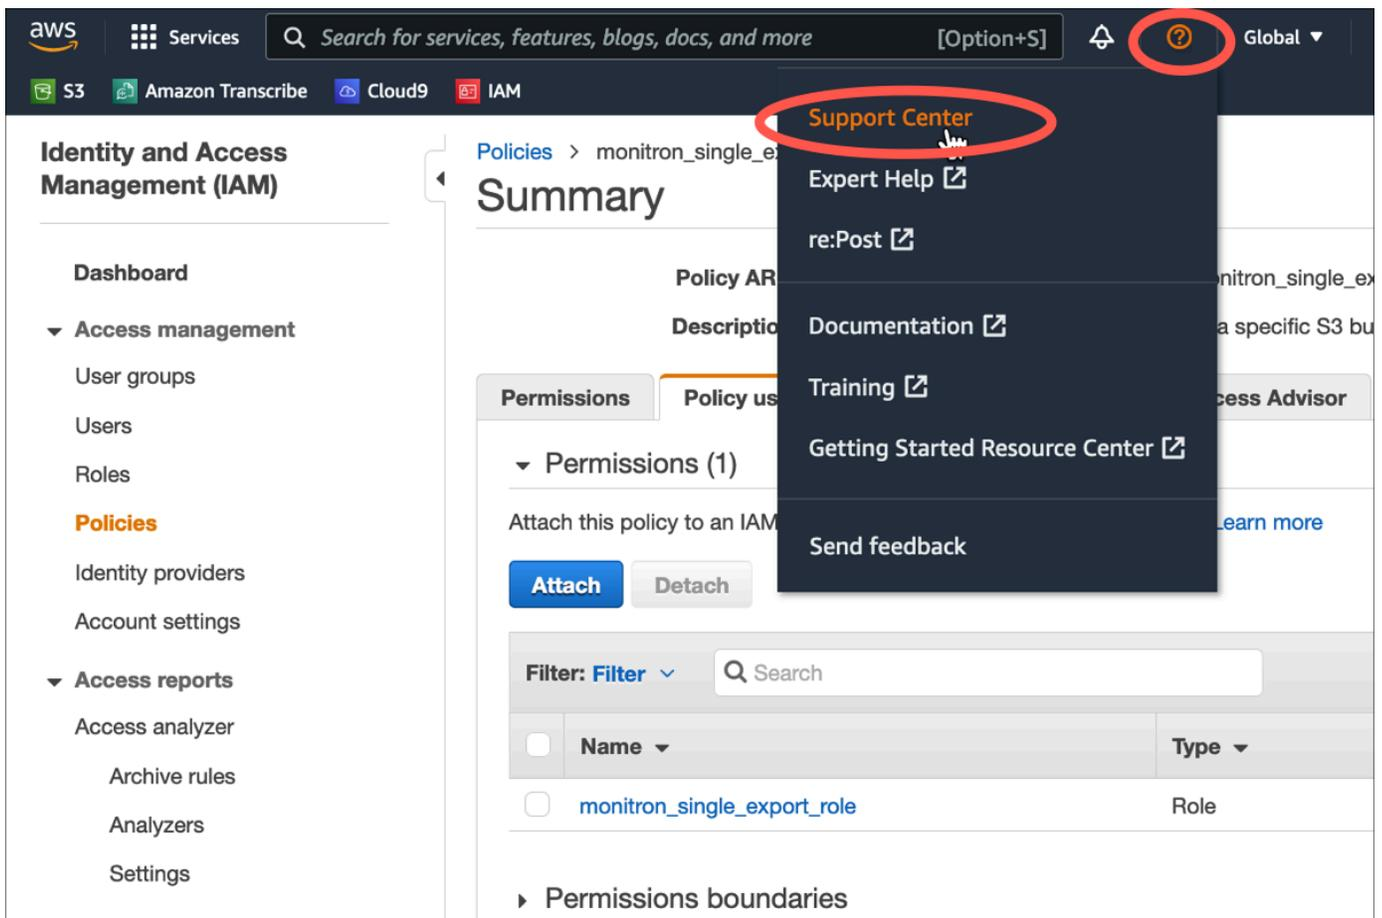 aws Services Search for services, features, blogs, docs, and more [Option+S] Global
S3 Amazon Transcribe Cloud9 IAM
Support Center
Expert Help
re:Post
Documentation
Training
Getting Started Resource Center
Send feedback
Identity and Access
Management (IAM)
Dashboard
Access management
User groups
Users
Roles
Policies
Identity providers
Account settings
Access reports
Access analyzer
Archive rules
Analyzers
Settings
Policies > monitron_single_e
Summary
Policy AR nitron_single_ex
Descriptio a specific S3 bu
Permissions Policy us cess Advisor
Permissions (1)
Attach this policy to an IAM Learn more
Attach Detach
Filter: Filter Search
Name Type
monitron_single_export_role Role
Permissions boundaries